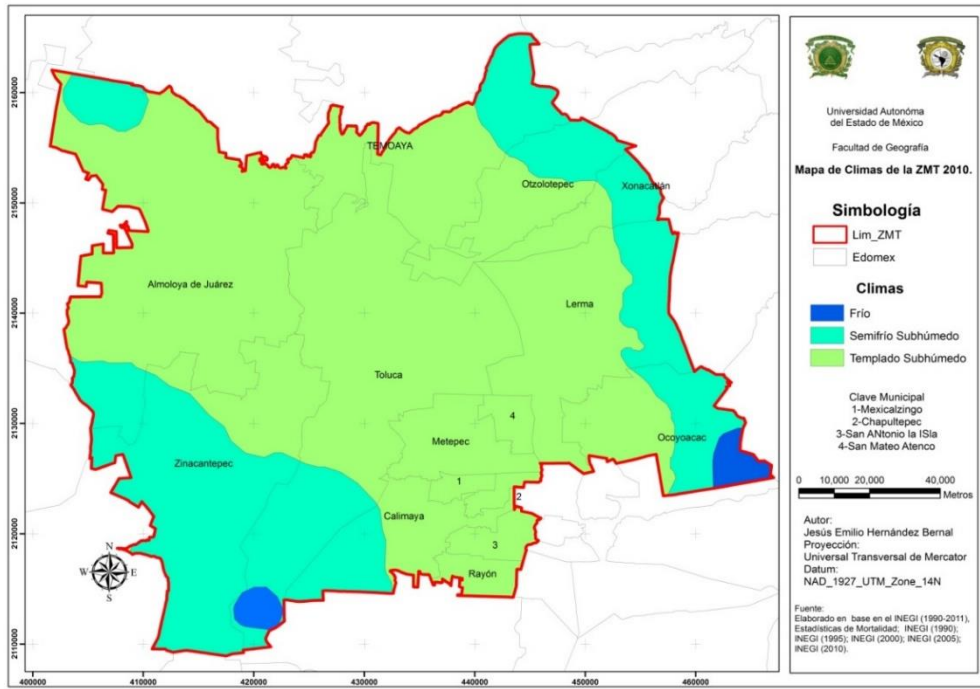 2160000
2150000
2140000
2130000
2120000
2110000
400000
410000
420000
430000
440000
450000
460000
TEMOAYA
Otzolotepec
Xonacatlán
Almoloya de Juárez
Lerma
Toluca
4
Metepec
Ocoyoacac
Zinacantepec
1
2
Calimaya
3
Rayón
N
W
E
S
Universidad Autonóma
del Estado de México
Facultad de Geografía
Mapa de Climas de la ZMT 2010.
Simbología
Lim_ZMT
Edomex
Climas
Frío
Semifrío Subhúmedo
Templado Subhúmedo
Clave Municipal
1-Mexicalzingo
2-Chapultepec
3-San ANtonio la ISla
4-San Mateo Atenco
0 10,000 20,000 40,000
Metros
Autor:
Jesús Emilio Hernández Bernal
Proyección:
Universal Transversal de Mercator
Datum:
NAD_1927_UTM_Zone_14N
Fuente:
Elaborado en base en el INEGI (1990-2011),
Estadísticas de Mortalidad; INEGI (1990);
INEGI (1995); INEGI (2000); INEGI (2005);
INEGI (2010).